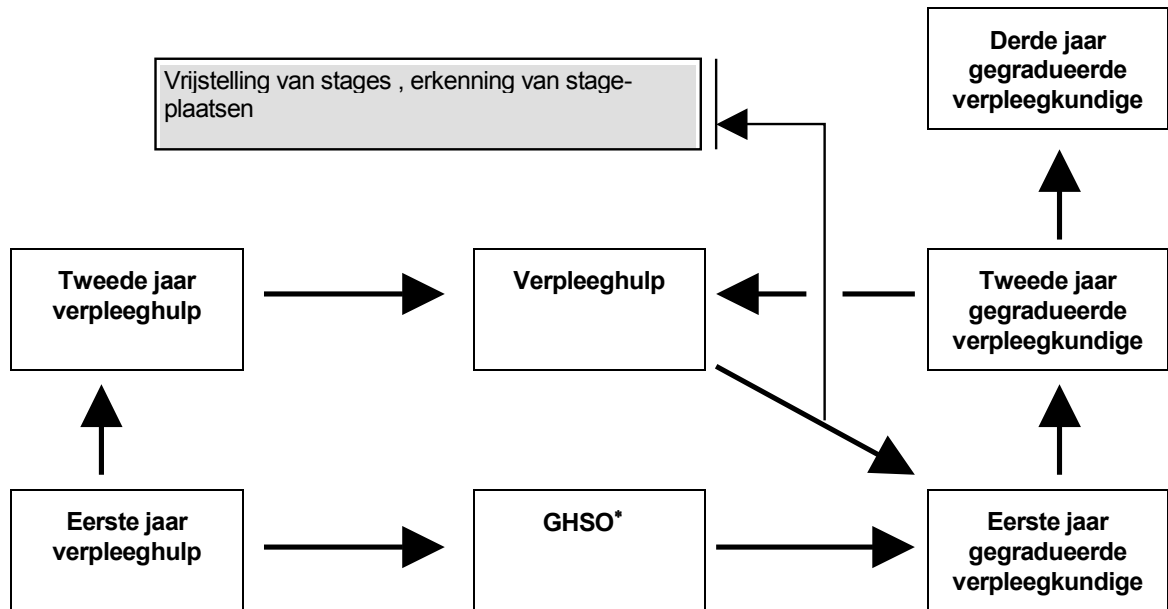 Derde jaar
gegradueerde
verpleegkundige
Vrijstelling van stages , erkenning van stage-
plaatsen
Tweede jaar
verpleeghulp
Verpleeghulp
Tweede jaar
gegradueerde
verpleegkundige
Eerste jaar
verpleeghulp
GHSO*
Eerste jaar
gegradueerde
verpleegkundige